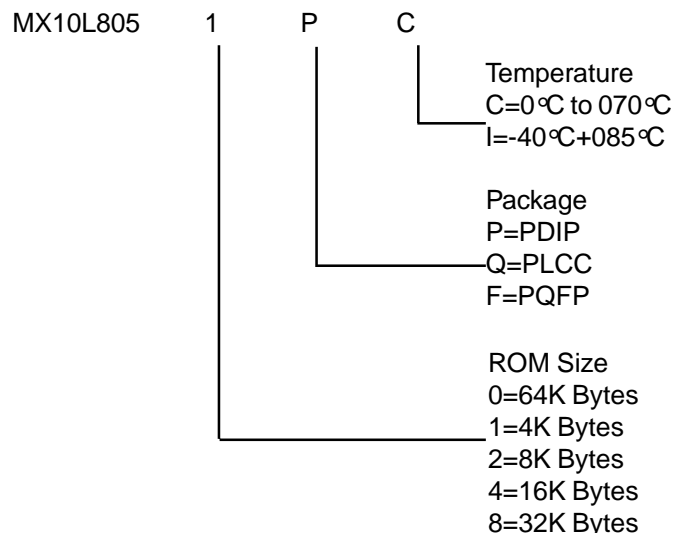 MX10L805 1 P C
Temperature
C=0°C to 070°C
I=-40°C+085°C
Package
P=PDIP
Q=PLCC
F=PQFP
ROM Size
0=64K Bytes
1=4K Bytes
2=8K Bytes
4=16K Bytes
8=32K Bytes